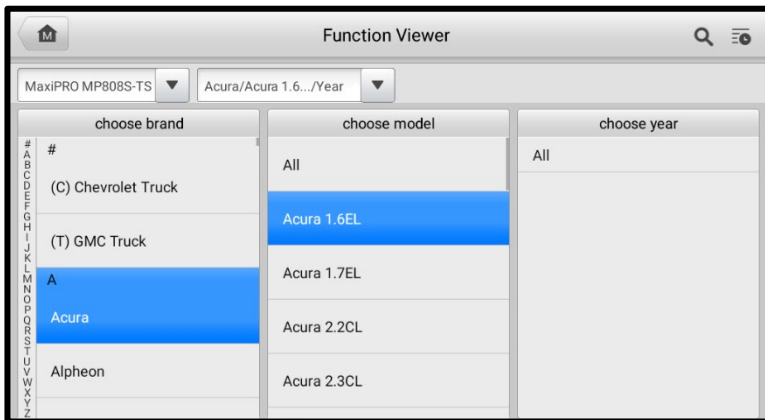 M
Function Viewer
MaxiPRO MP808S-TS
Acura/Acura 1.6.../Year
choose brand
choose model
choose year
#
A
B
C
D
E
F
G
H
I
J
K
L
M
N
O
P
Q
R
S
T
U
V
W
X
Y
Z
#
(C) Chevrolet Truck
(T) GMC Truck
A
Acura
Alpheon
All
Acura 1.6EL
Acura 1.7EL
Acura 2.2CL
Acura 2.3CL
All